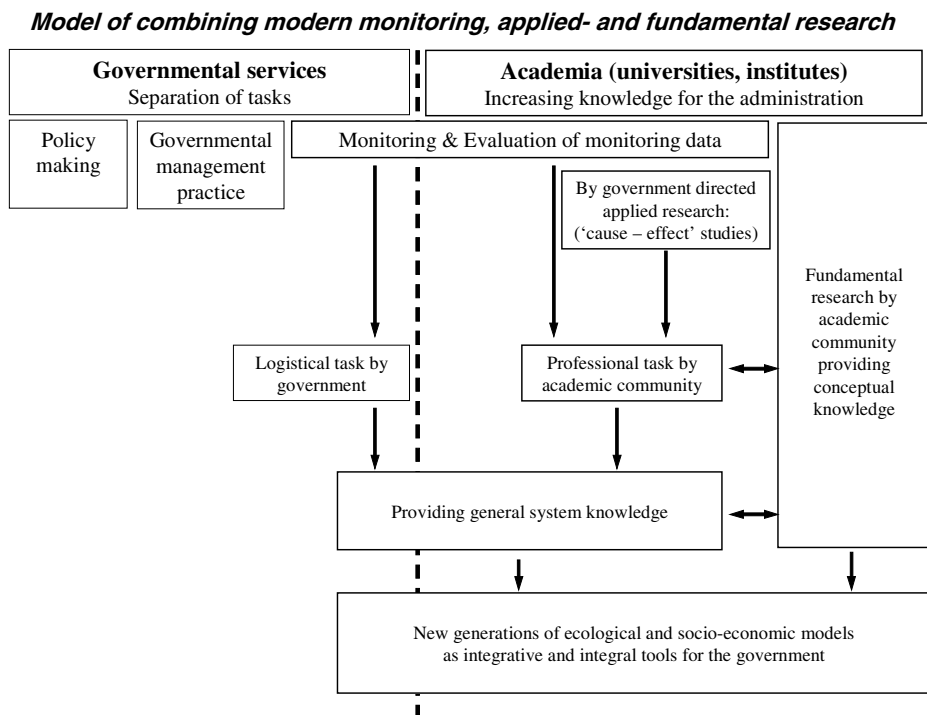 Model of combining modern monitoring, applied- and fundamental research
Governmental services
Separation of tasks
Academia (universities, institutes)
Increasing knowledge for the administration
Policy
making
Governmental
management
practice
Monitoring & Evaluation of monitoring data
By government directed
applied research:
(‘cause – effect’ studies)
Fundamental
research by
academic
community
providing
conceptual
knowledge
Logistical task by
government
Professional task by
academic community
Providing general system knowledge
New generations of ecological and socio-economic models
as integrative and integral tools for the government